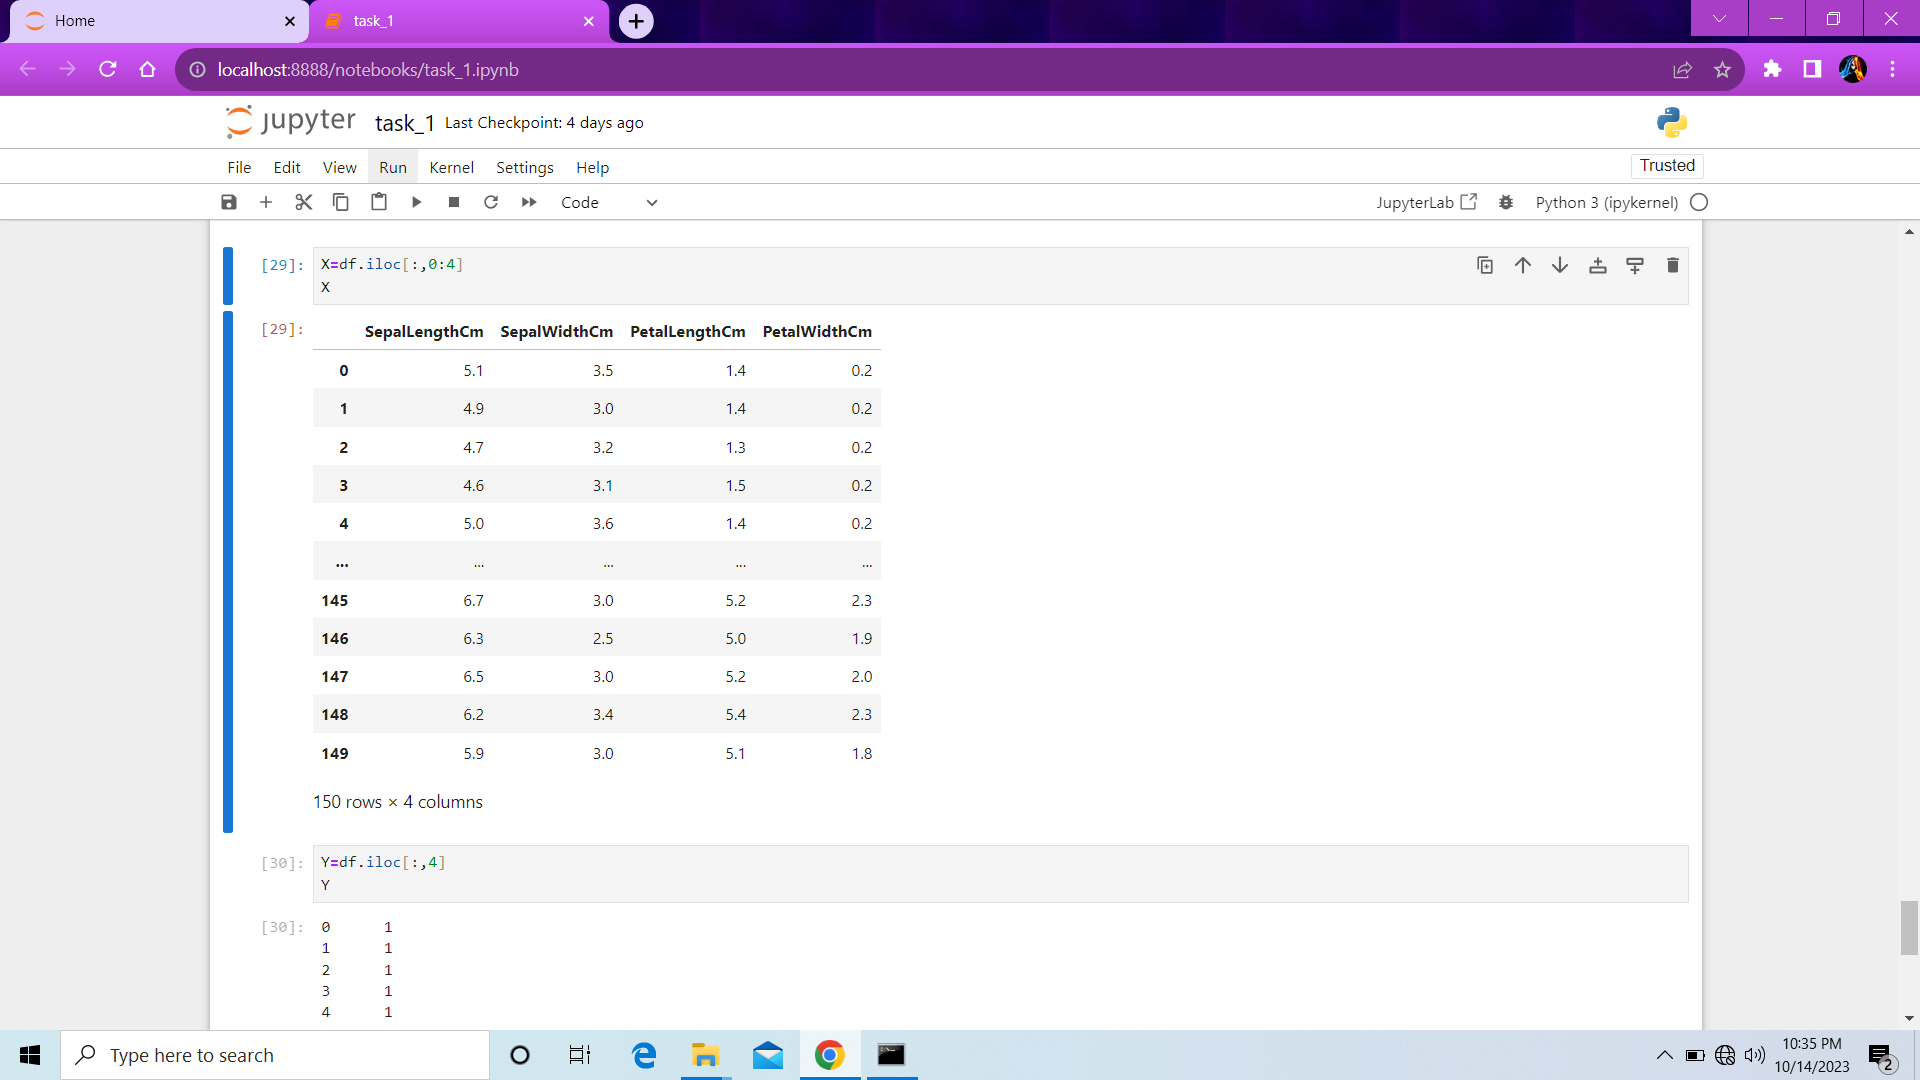 Home
task_1
localhost:8888/notebooks/task_1.ipynb
jupyter task_1 Last Checkpoint: 4 days ago
File Edit View Run Kernel Settings Help
Trusted
Code
JupyterLab
Python 3 (ipykernel)
[29]: X=df.iloc[:,0:4]
X
[29]: SepalLengthCm SepalWidthCm PetalLengthCm PetalWidthCm
0 5.1 3.5 1.4 0.2
1 4.9 3.0 1.4 0.2
2 4.7 3.2 1.3 0.2
3 4.6 3.1 1.5 0.2
4 5.0 3.6 1.4 0.2
... ... ... ... ...
145 6.7 3.0 5.2 2.3
146 6.3 2.5 5.0 1.9
147 6.5 3.0 5.2 2.0
148 6.2 3.4 5.4 2.3
149 5.9 3.0 5.1 1.8
150 rows × 4 columns
[30]: Y=df.iloc[:,4]
Y
[30]: 0 1
1 1
2 1
3 1
4 1
Type here to search
10:35 PM
10/14/2023
2